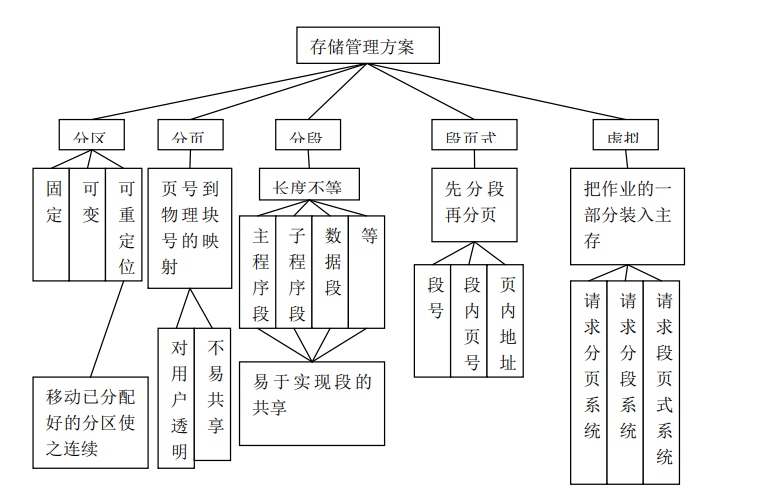 存储管理方案
分区
分页
分段
段页式
虚拟
固定
可变
可重定位
页号到
物理块
号的映
射
长度不等
先分段
再分页
把作业的一
部分装入主
存
主程序段
子程序段
数据段
等
段号
段内页号
页内地址
请求分页系统
请求分段系统
请求段页式系统
对用户透明
不易共享
易于实现段的
共享
移动已分配
好的分区使
之连续